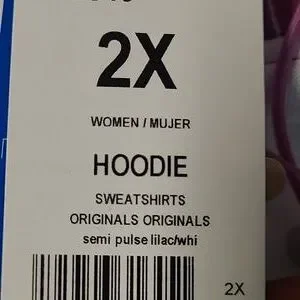 2X
WOMEN / MUJER
HOODIE
SWEATSHIRTS
ORIGINALS ORIGINALS
semi pulse lilac/whi
2X